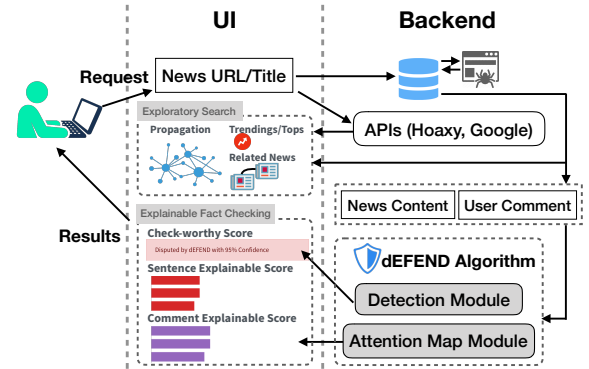 UI
Backend
Request
News URL/Title
Exploratory Search
Propagation
Trendings/Tops
Related News
APIs (Hoaxy, Google)
News Content
User Comment
Results
Explainable Fact Checking
Check-worthy Score
Disputed by dEFEND with 95% Confidence
Sentence Explainable Score
Comment Explainable Score
dEFEND Algorithm
Detection Module
Attention Map Module